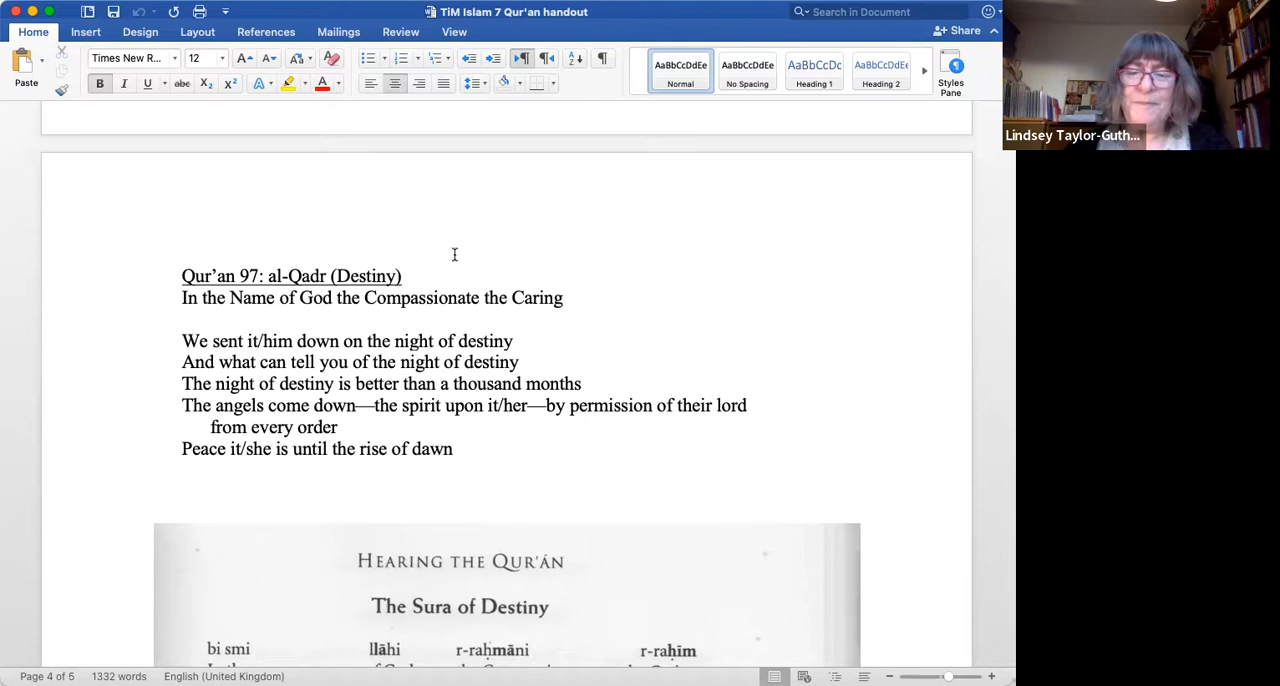 TiM Islam 7 Qur'an handout
Search in Document
Home Insert Design Layout References Mailings Review View
Share
Paste
Times New R... 12
AaBbCcDdEe AaBbCcDdEe AaBbCcDc AaBbCcDdEe
Normal No Spacing Heading 1 Heading 2
Styles
Pane
Lindsey Taylor-Guth...
Qur’an 97: al-Qadr (Destiny)
In the Name of God the Compassionate the Caring
We sent it/him down on the night of destiny
And what can tell you of the night of destiny
The night of destiny is better than a thousand months
The angels come down—the spirit upon it/her—by permission of their lord
from every order
Peace it/she is until the rise of dawn
HEARING THE QUR'ÁN
The Sura of Destiny
bi smi llāhi r-raḥmāni r-raḥīm
Page 4 of 5 1332 words English (United Kingdom)